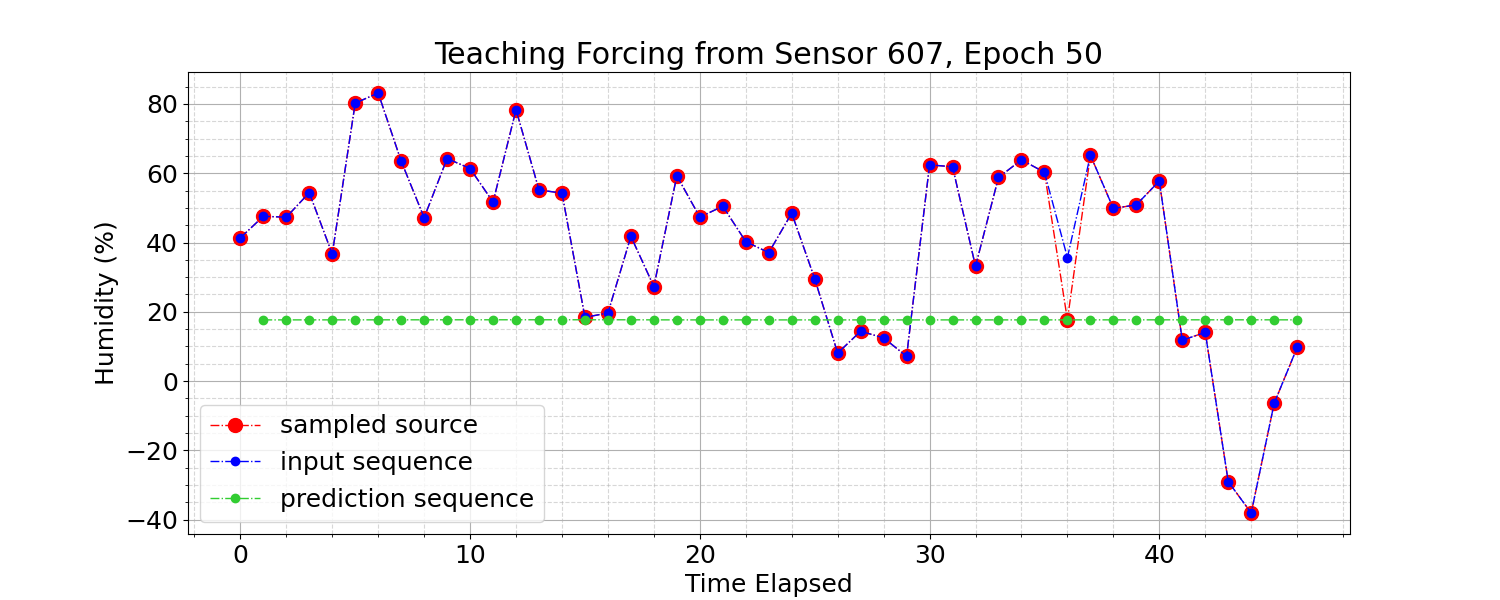 Teaching Forcing from Sensor 607, Epoch 50
Humidity (%)
80
60
40
20
0
−20
−40
sampled source
input sequence
prediction sequence
0 10 20 30 40
Time Elapsed